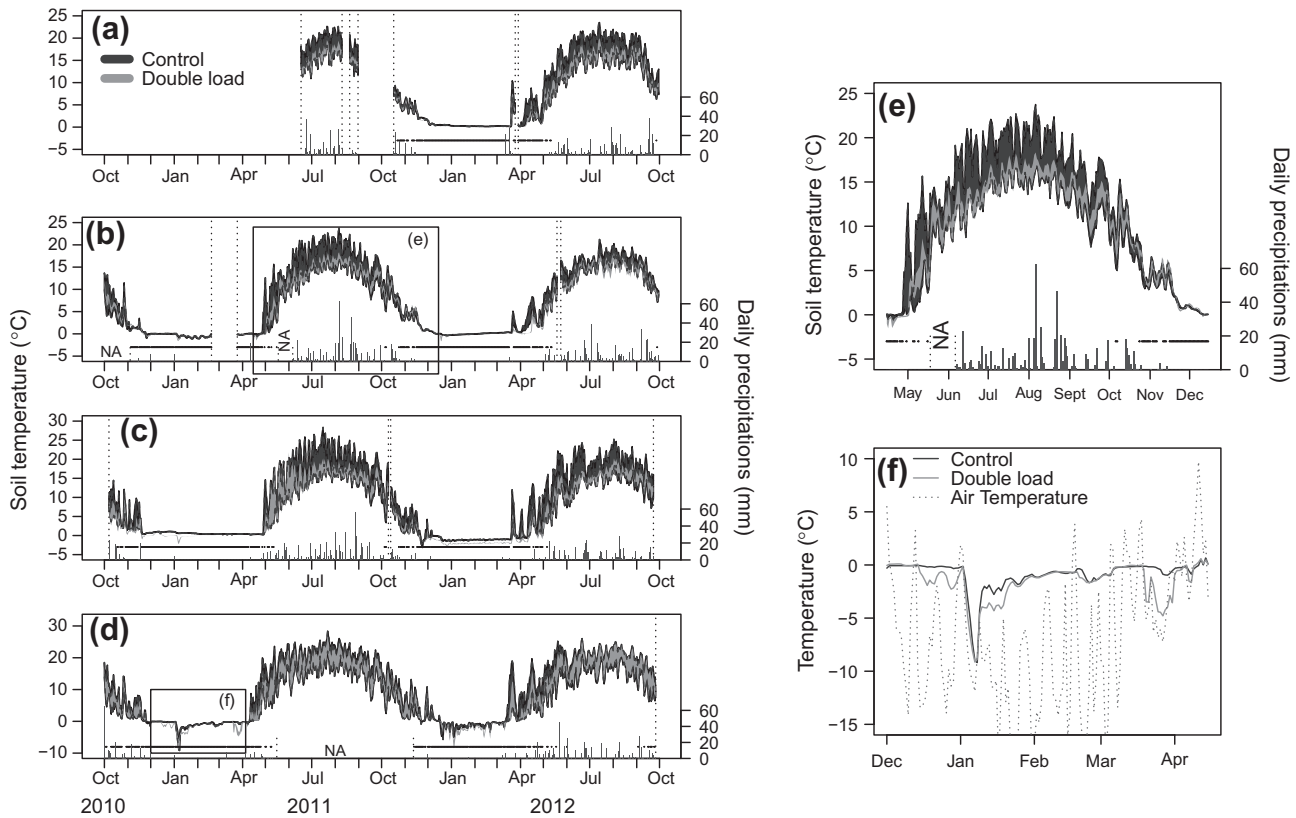 (a)
Control
Double load
25
20
15
10
5
0
−5
60
40
20
0
Oct Jan Apr Jul Oct Jan Apr Jul Oct
(b)
(e)
25
20
15
10
5
0
−5
NA
NA
60
40
20
0
Oct Jan Apr Jul Oct Jan Apr Jul Oct
(c)
30
25
20
15
10
5
0
−5
60
40
20
0
Oct Jan Apr Jul Oct Jan Apr Jul Oct
(d)
(f)
30
20
10
0
−10
NA
60
40
20
0
Oct Jan Apr Jul Oct Jan Apr Jul Oct
2010 2011 2012
Soil temperature (°C)
Daily precipitations (mm)
(e)
25
20
15
10
5
0
−5
Soil temperature (°C)
NA
60
40
20
0
Daily precipitations (mm)
May Jun Jul Aug Sept Oct Nov Dec
(f)
Control
Double load
Air Temperature
10
5
0
−5
−10
−15
Temperature (°C)
Dec Jan Feb Mar Apr